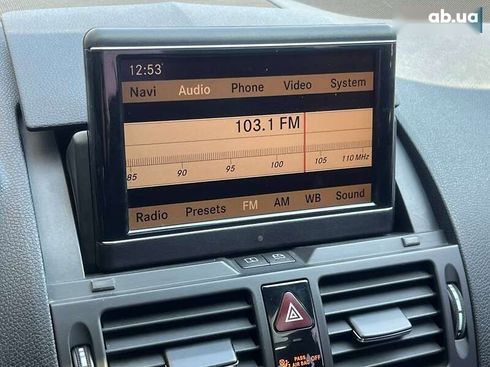 ab.ua
12:53
Navi Audio Phone Video System
103.1 FM
85 90 95 100 105 110 MHz
Radio Presets FM AM WB Sound
PASS
AIR BAG OFF